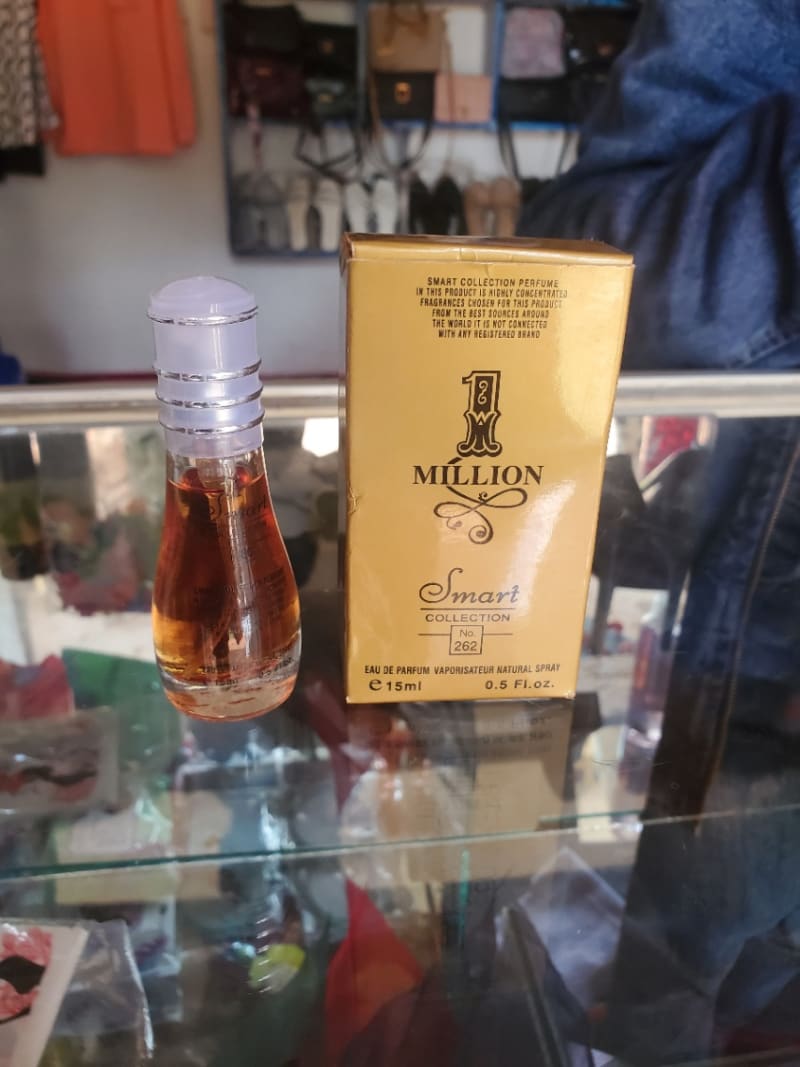 SMART COLLECTION PERFUME
IN THIS PRODUCT IS HIGHLY CONCENTRATED
FRAGRANCES CHOSEN FOR THIS PRODUCT
FROM THE BEST SOURCES AROUND
THE WORLD IT IS NOT CONNECTED
WITH ANY REGISTERED BRAND
1
MILLION
Smart
COLLECTION
No.
262
EAU DE PARFUM VAPORISATEUR NATURAL SPRAY
e 15ml 0.5 Fl.oz.
Smart